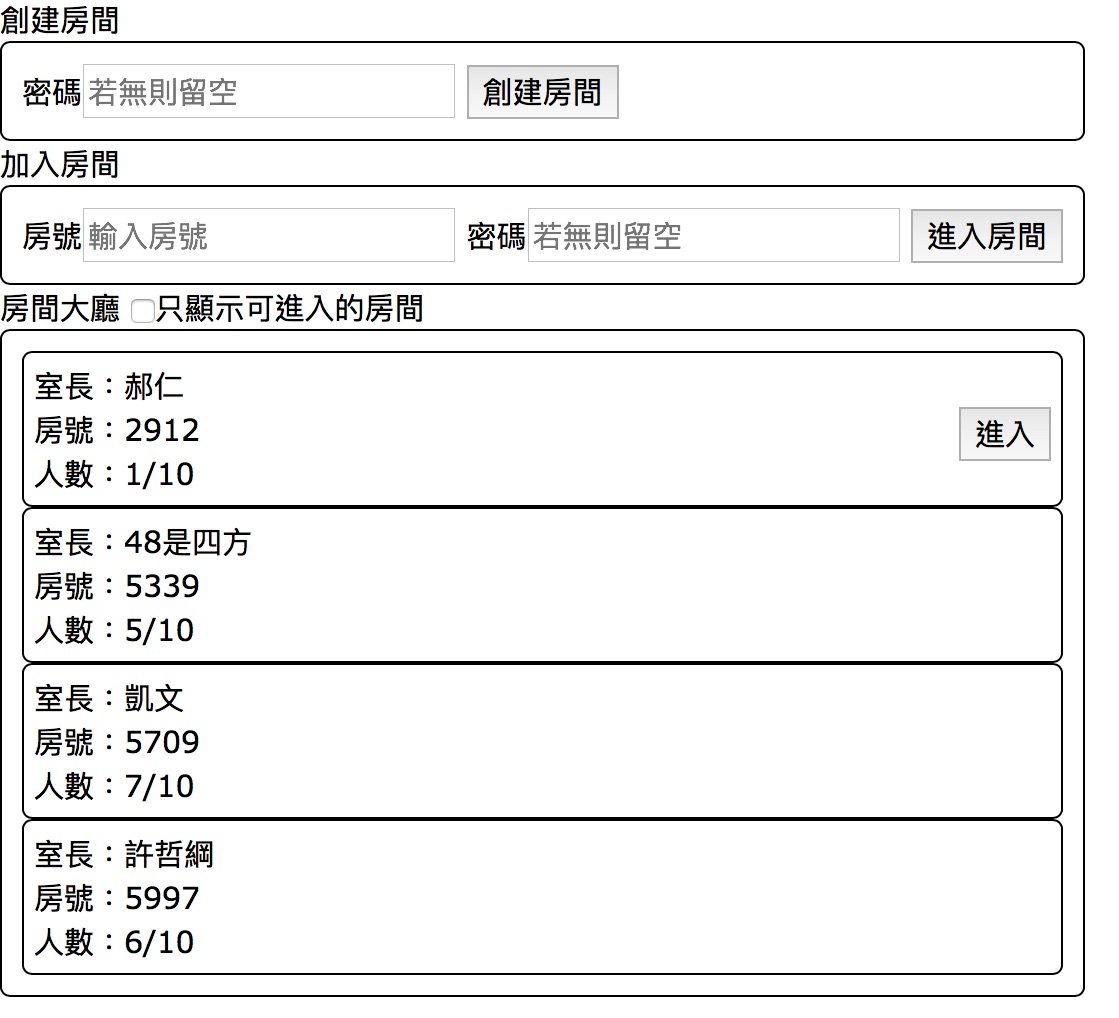 創建房間
密碼 若無則留空 創建房間
加入房間
房號 輸入房號 密碼 若無則留空 進入房間
房間大廳 只顯示可進入的房間
室長：郝仁
房號：2912
人數：1/10
進入
室長：48是四方
房號：5339
人數：5/10
室長：凱文
房號：5709
人數：7/10
室長：許哲綱
房號：5997
人數：6/10